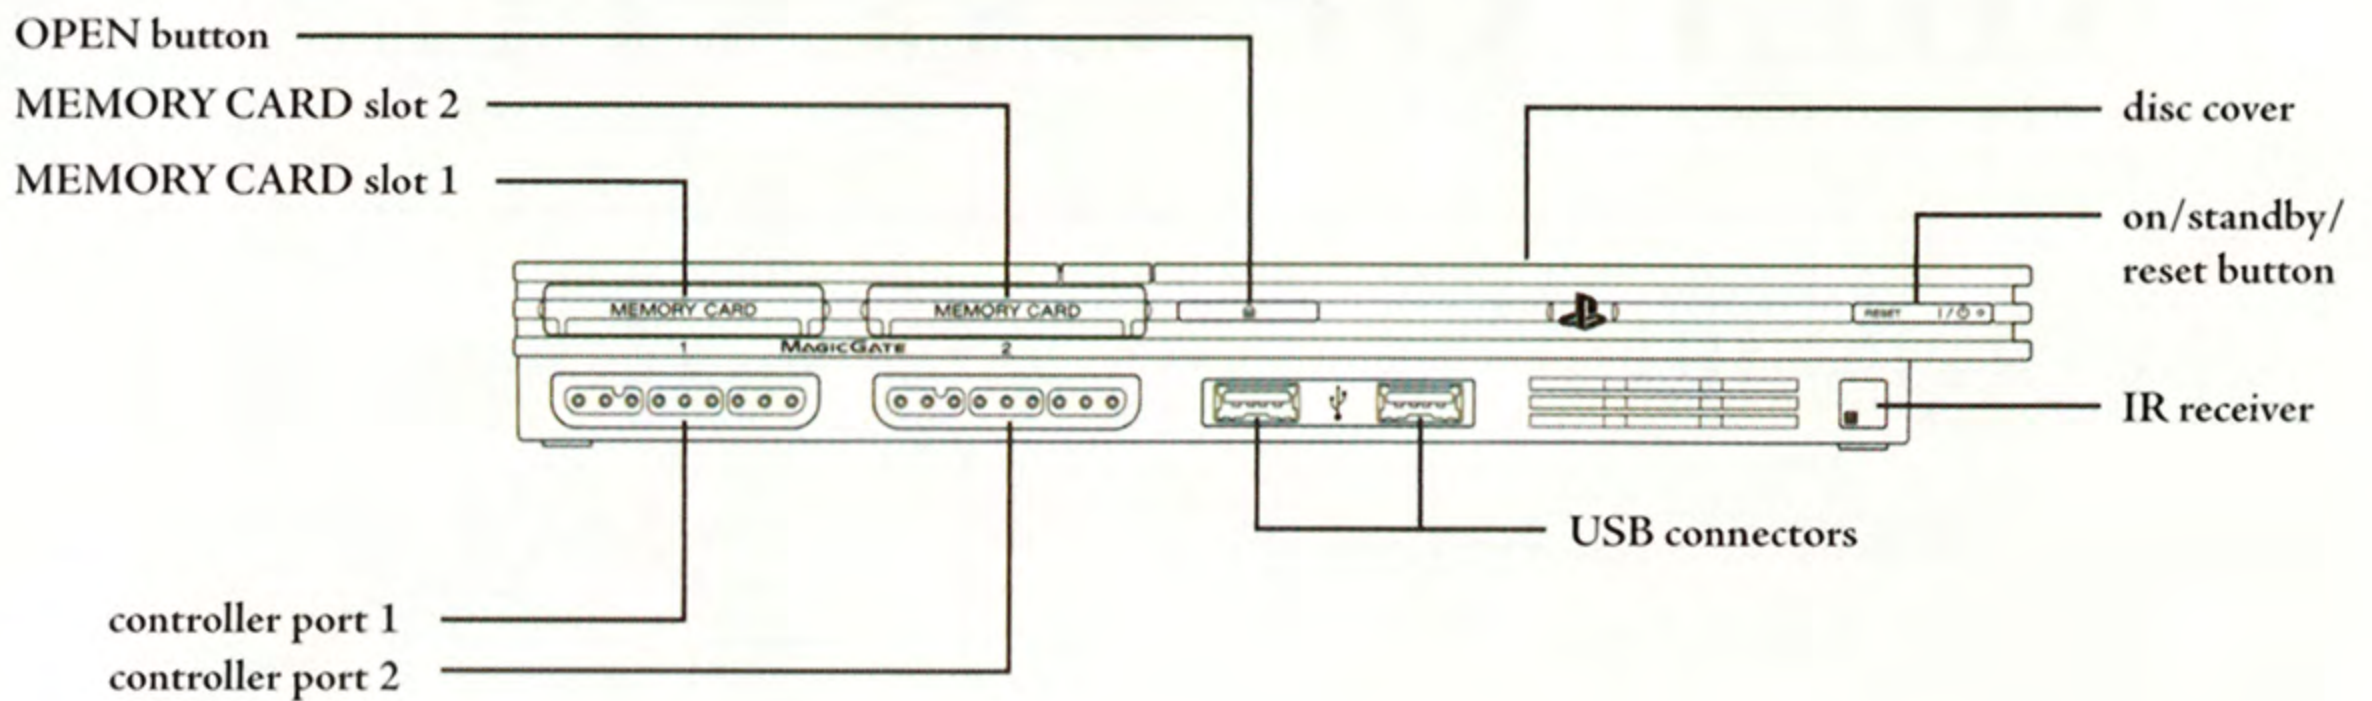 OPEN button
MEMORY CARD slot 2
MEMORY CARD slot 1
disc cover
on/standby/
reset button
MEMORY CARD
MEMORY CARD
RESET
1
MAGICGATE
2
IR receiver
USB connectors
controller port 1
controller port 2